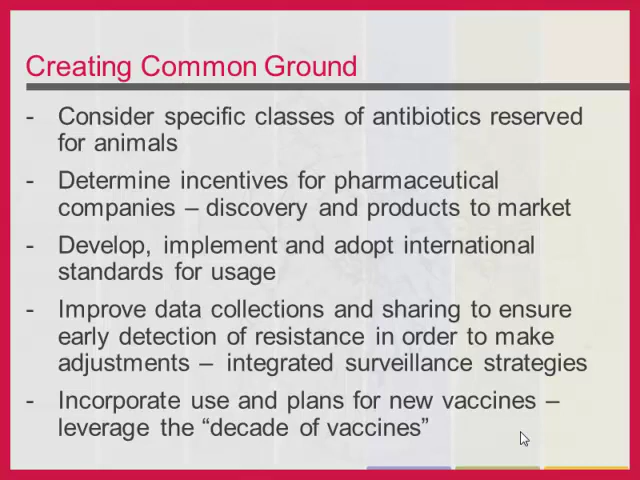 Creating Common Ground
- Consider specific classes of antibiotics reserved
for animals
- Determine incentives for pharmaceutical
companies – discovery and products to market
- Develop, implement and adopt international
standards for usage
- Improve data collections and sharing to ensure
early detection of resistance in order to make
adjustments – integrated surveillance strategies
- Incorporate use and plans for new vaccines –
leverage the “decade of vaccines”